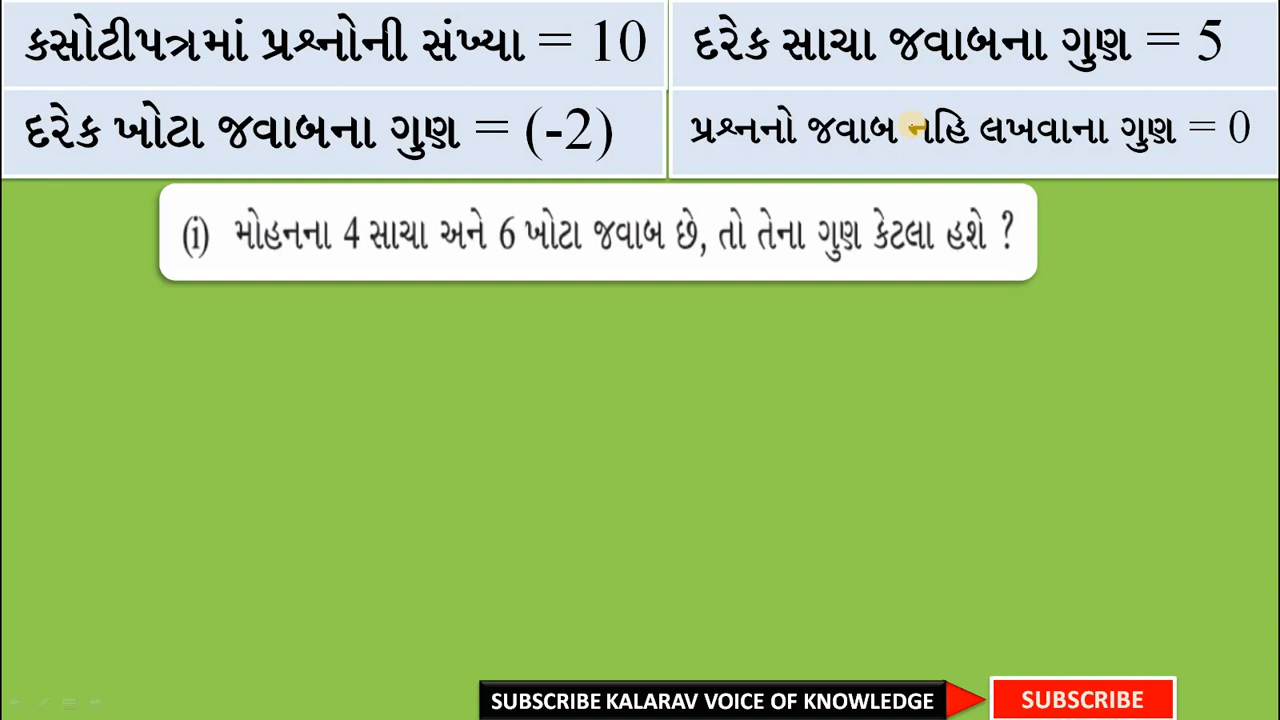 કસોટીપત્રમાં પ્રશ્નોની સંખ્યા = 10
દરેક સાચા જવાબના ગુણ = 5
દરેક ખોટા જવાબના ગુણ = (-2)
પ્રશ્નનો જવાબ નહિ લખવાના ગુણ = 0
(i) મોહનના 4 સાચા અને 6 ખોટા જવાબ છે, તો તેના ગુણ કેટલા હશે ?
SUBSCRIBE KALARAV VOICE OF KNOWLEDGE
SUBSCRIBE